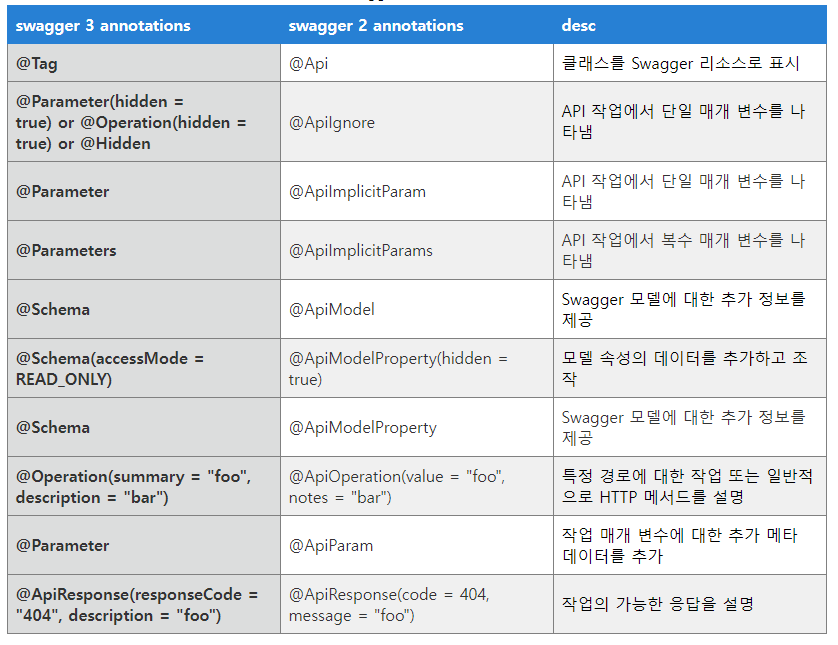 swagger 3 annotations
swagger 2 annotations
desc
@Tag
@Api
클래스를 Swagger 리소스로 표시
@Parameter(hidden =
true) or @Operation(hidden =
true) or @Hidden
@ApiIgnore
API 작업에서 단일 매개 변수를 나
타냄
@Parameter
@ApiImplicitParam
API 작업에서 단일 매개 변수를 나
타냄
@Parameters
@ApiImplicitParams
API 작업에서 복수 매개 변수를 나
타냄
@Schema
@ApiModel
Swagger 모델에 대한 추가 정보를
제공
@Schema(accessMode =
READ_ONLY)
@ApiModelProperty(hidden =
true)
모델 속성의 데이터를 추가하고 조
작
@Schema
@ApiModelProperty
Swagger 모델에 대한 추가 정보를
제공
@Operation(summary = "foo",
description = "bar")
@ApiOperation(value = "foo",
notes = "bar")
특정 경로에 대한 작업 또는 일반적
으로 HTTP 메서드를 설명
@Parameter
@ApiParam
작업 매개 변수에 대한 추가 메타
데이터를 추가
@ApiResponse(responseCode =
"404", description = "foo")
@ApiResponse(code = 404,
message = "foo")
작업의 가능한 응답을 설명